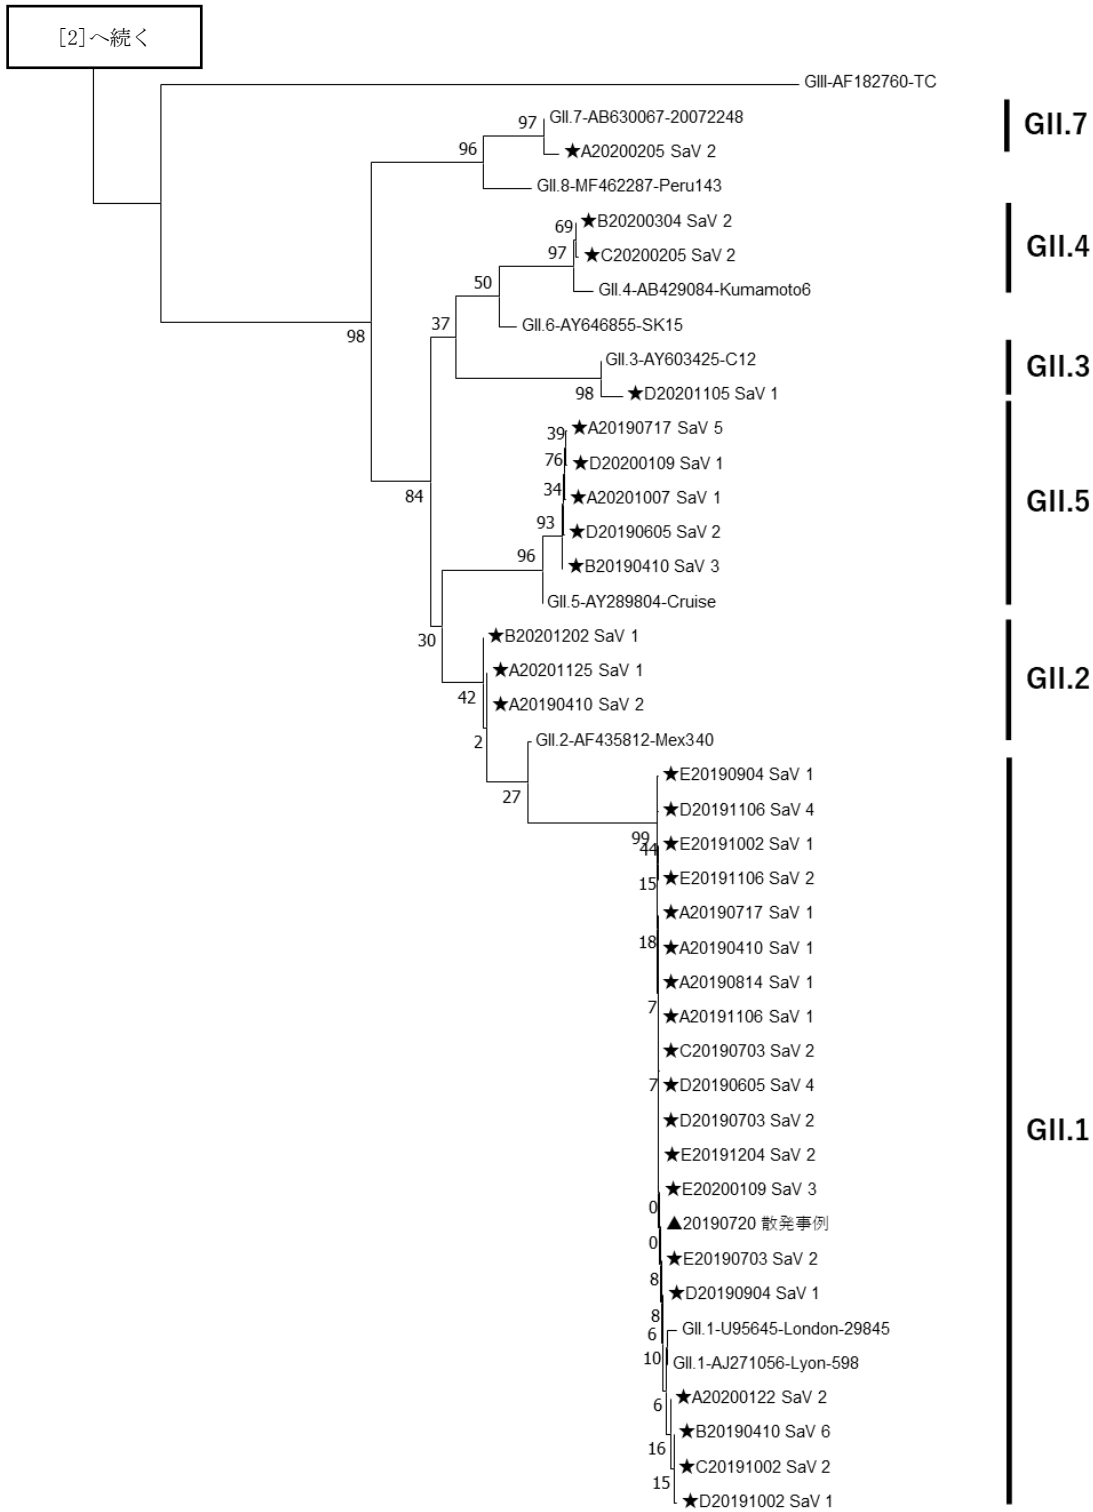 [2]へ続く
GIII-AF182760-TC
GII.7-AB630067-20072248
97
GII.7
★A20200205 SaV 2
96
GII.8-MF462287-Peru143
★B20200304 SaV 2
69
GII.4
★C20200205 SaV 2
97
50
GII.4-AB429084-Kumamoto6
37
GII.6-AY646855-SK15
98
GII.3-AY603425-C12
GII.3
98
★D20201105 SaV 1
★A20190717 SaV 5
39
76
★D20200109 SaV 1
34
★A20201007 SaV 1
84
GII.5
93
★D20190605 SaV 2
96
★B20190410 SaV 3
GII.5-AY289804-Cruise
30
★B20201202 SaV 1
★A20201125 SaV 1
GII.2
42
★A20190410 SaV 2
2
GII.2-AF435812-Mex340
★E20190904 SaV 1
27
★D20191106 SaV 4
99
44
★E20191002 SaV 1
15
★E20191106 SaV 2
★A20190717 SaV 1
18
★A20190410 SaV 1
★A20190814 SaV 1
7
★A20191106 SaV 1
★C20190703 SaV 2
7
★D20190605 SaV 4
★D20190703 SaV 2
GII.1
★E20191204 SaV 2
★E20200109 SaV 3
0
▲20190720 散発事例
0
★E20190703 SaV 2
8
★D20190904 SaV 1
8
6
GII.1-U95645-London-29845
10
GII.1-AJ271056-Lyon-598
★A20200122 SaV 2
6
★B20190410 SaV 6
16
★C20191002 SaV 2
15
★D20191002 SaV 1